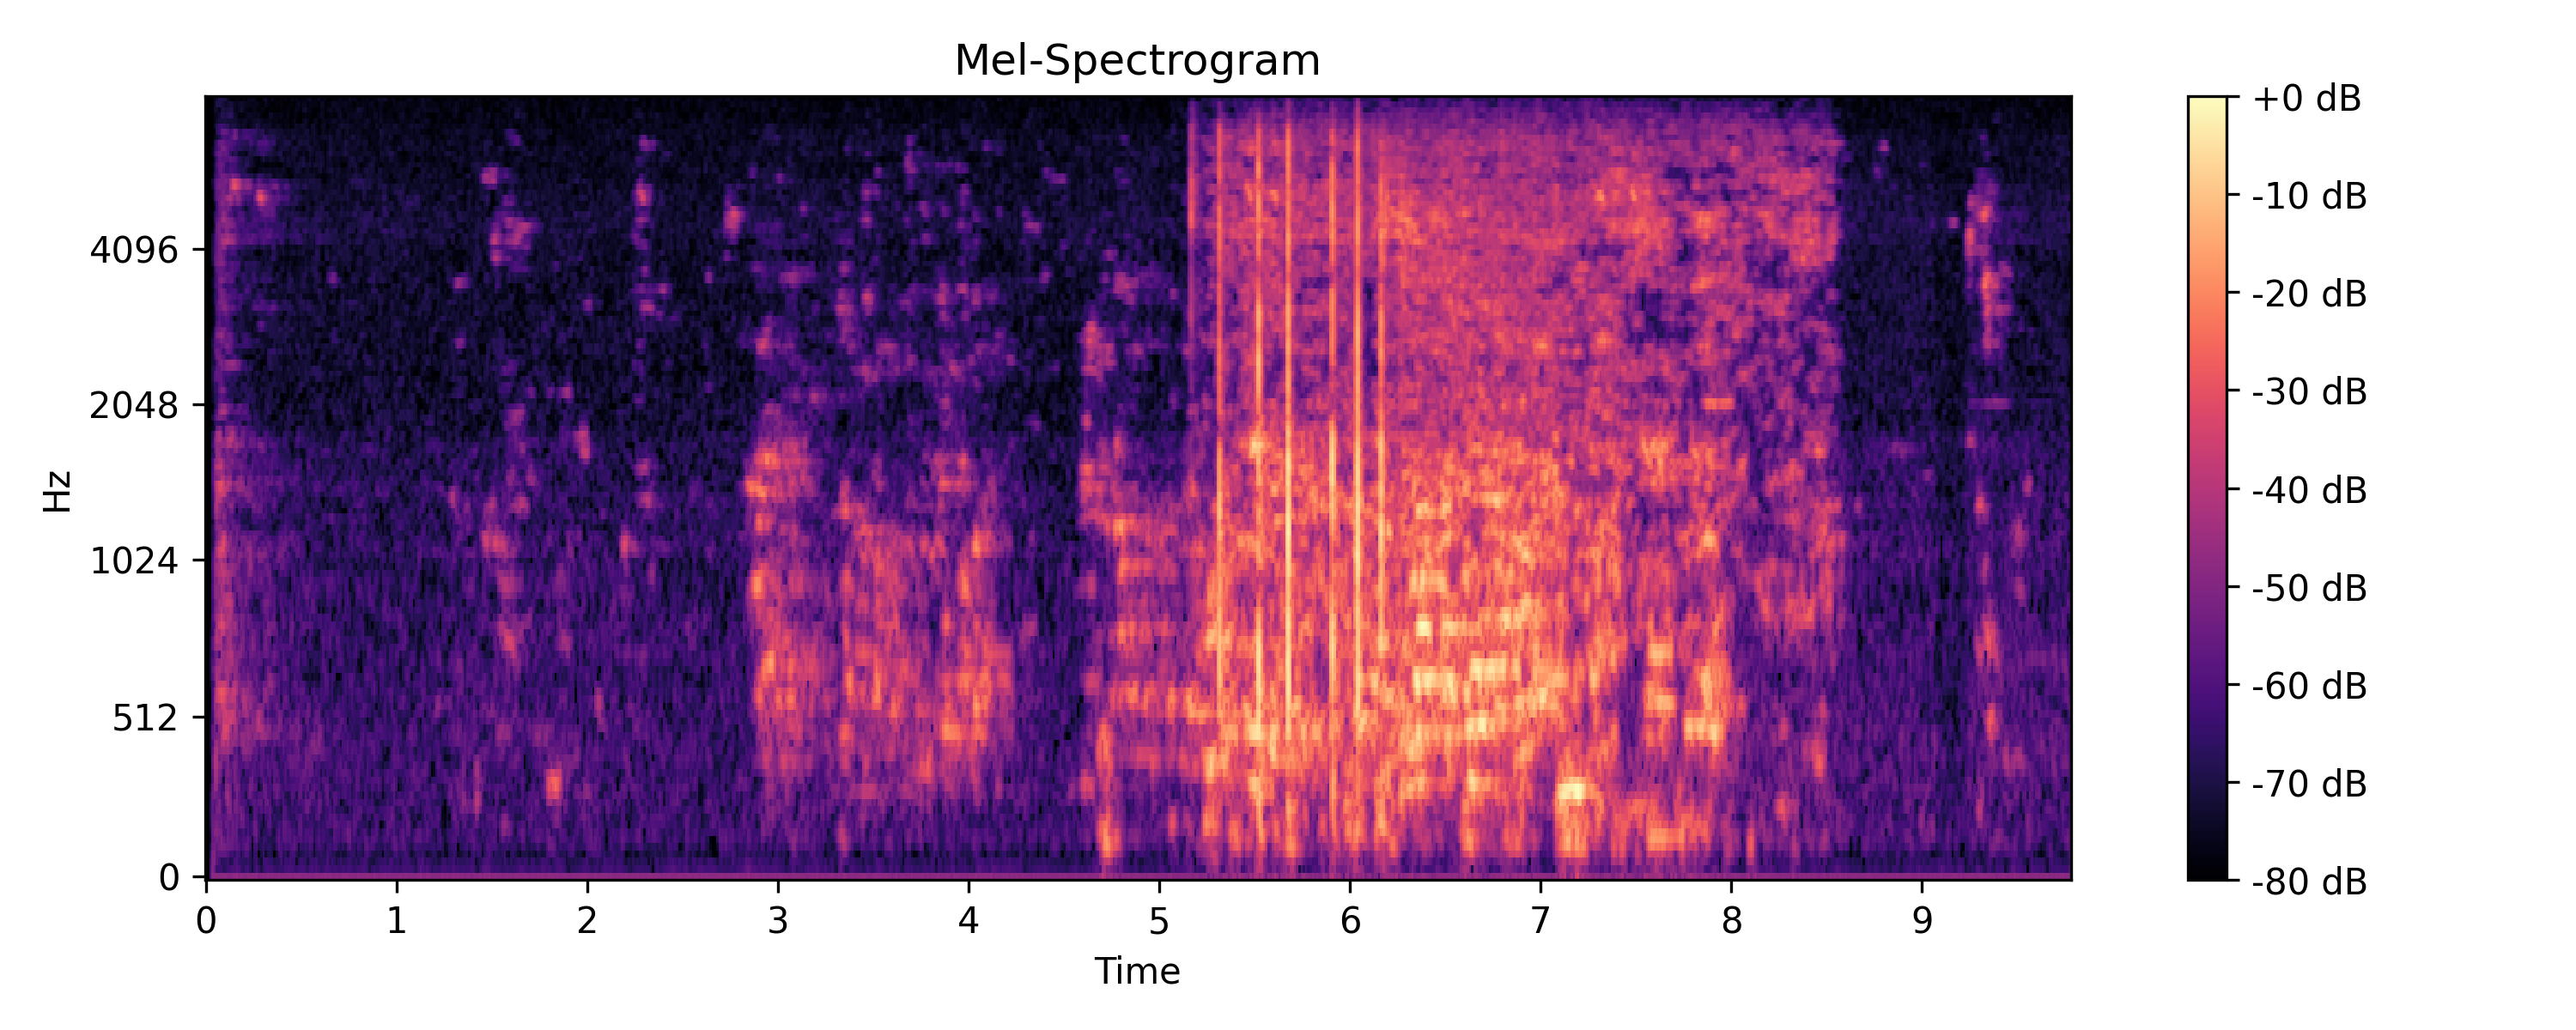 Mel-Spectrogram
+0 dB
-10 dB
-20 dB
-30 dB
-40 dB
-50 dB
-60 dB
-70 dB
-80 dB
4096
2048
1024
512
0
Hz
0 1 2 3 4 5 6 7 8 9
Time